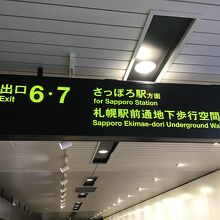 出口 6・7 さっぽろ駅方面
Exit for Sapporo Station
札幌駅前通地下歩行空間
Sapporo Ekimae-dori Underground